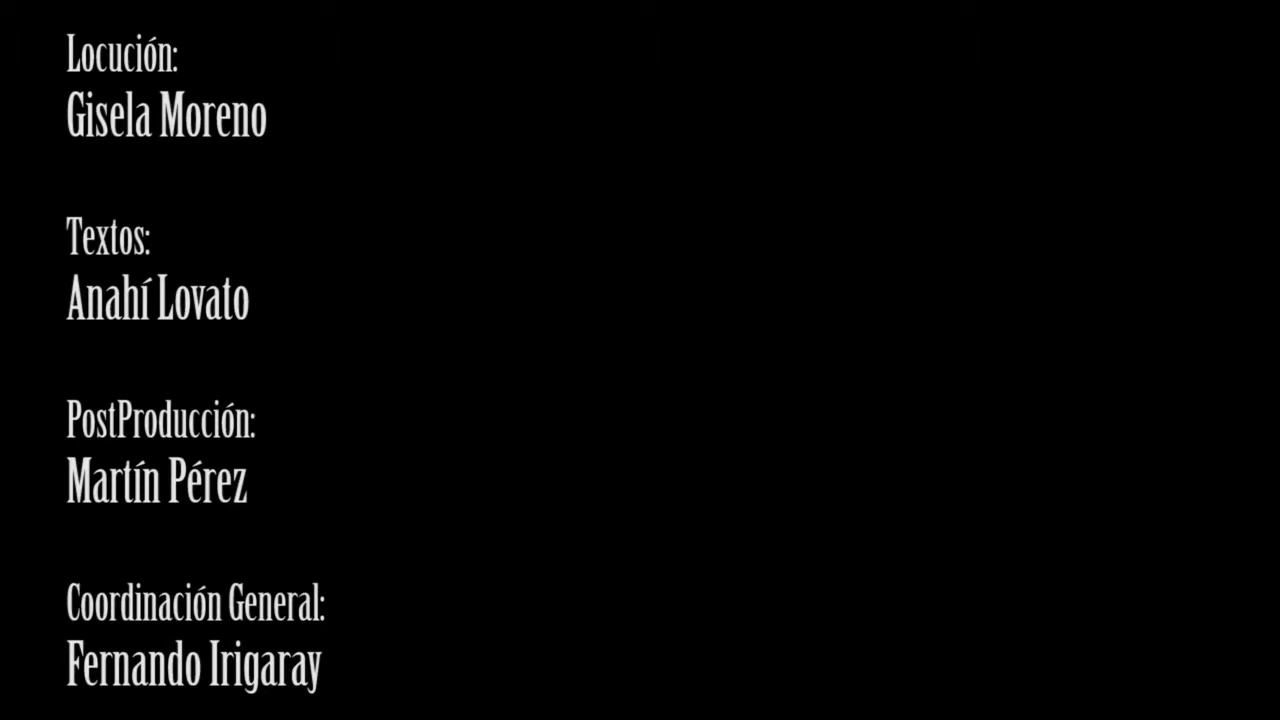 Locución:
Gisela Moreno
Textos:
Anahí Lovato
PostProducción:
Martín Pérez
Coordinación General:
Fernando Irigaray